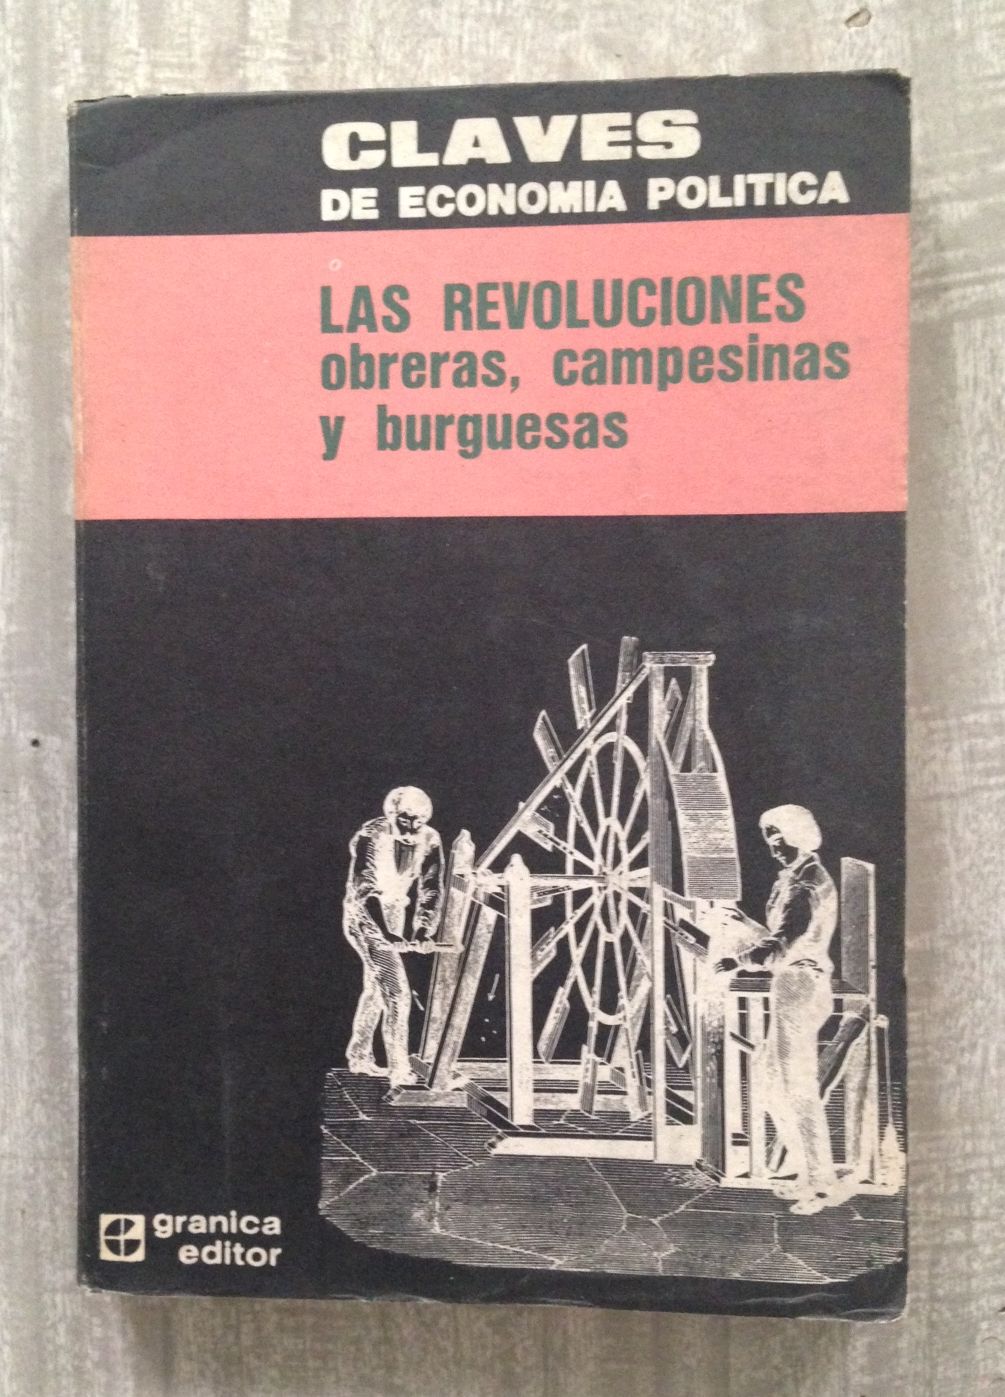 CLAVES
DE ECONOMIA POLITICA
LAS REVOLUCIONES
obreras, campesinas
y burguesas
granica
editor